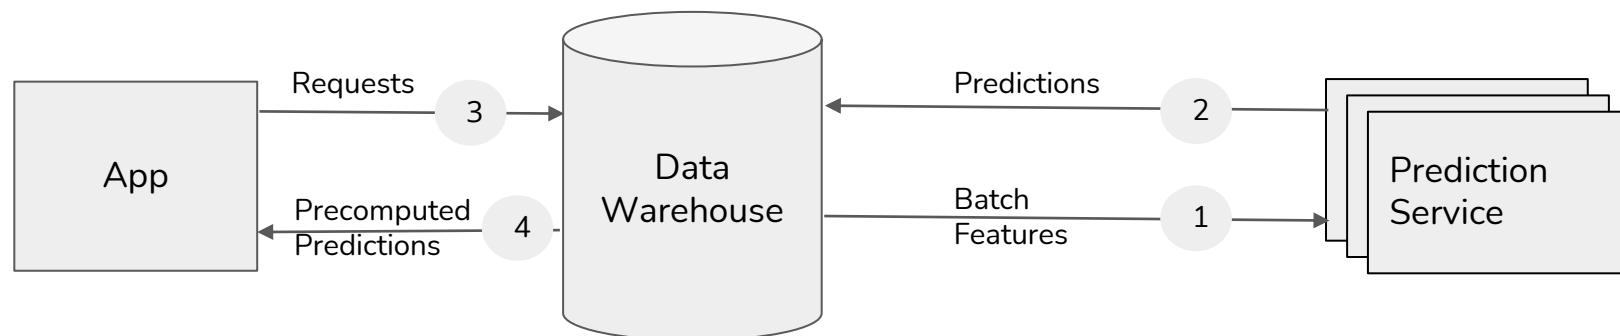 Requests
3
App
Precomputed
Predictions
4
Data
Warehouse
Predictions
2
Batch
Features
1
Prediction
Service